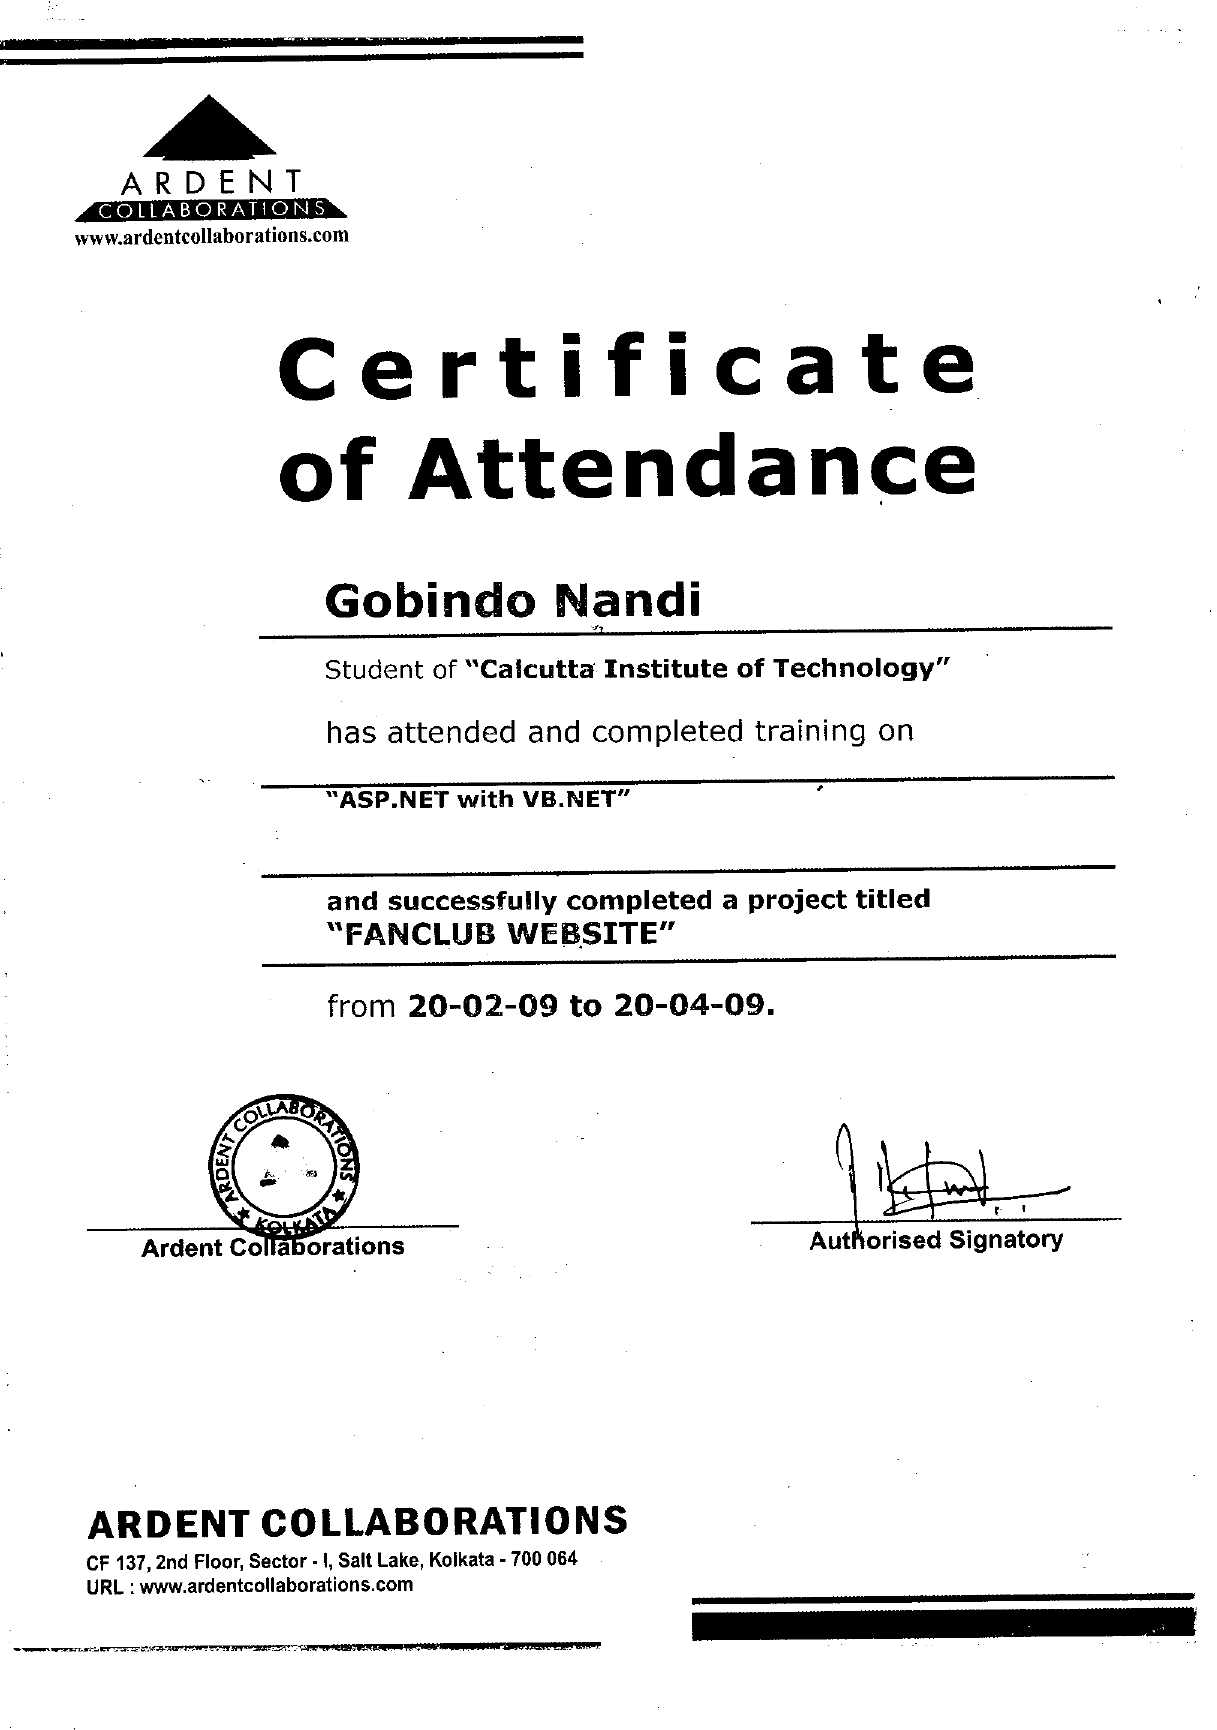 ARDENT
COLLABORATIONS
www.ardentcollaborations.com
Certificate
of Attendance
Gobindo Nandi
Student of "Calcutta Institute of Technology"
has attended and completed training on
"ASP.NET with VB.NET"
and successfully completed a project titled
"FANCLUB WEBSITE"
from 20-02-09 to 20-04-09.
ARDENT COLLABORATIONS
KOLKATA
Ardent Collaborations
Authorised Signatory
ARDENT COLLABORATIONS
CF 137, 2nd Floor, Sector - I, Salt Lake, Kolkata - 700 064
URL : www.ardentcollaborations.com